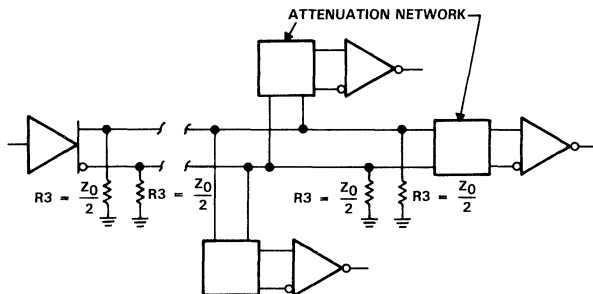 ATTENUATION NETWORK
R3 = Z0/2
R3 = Z0/2
R3 = Z0/2
R3 = Z0/2